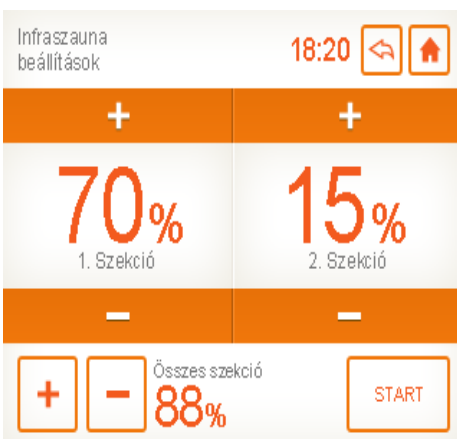 Infraszauna
beállítások
18:20
+
+
70%
15%
1. Szekció
2. Szekció
−
−
+
−
Összes szekció
88%
START